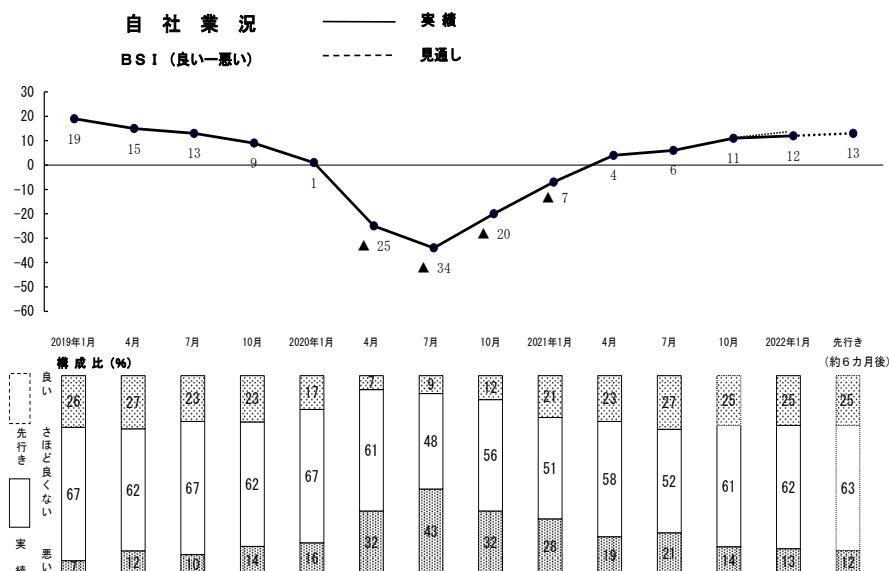 自 社 業 況
実 績
ＢＳＩ（良い－悪い）
見通し
30
20
10
0
-10
-20
-30
-40
-50
-60
19 15 13 9 1 ▲ 25 ▲ 34 ▲ 20 ▲ 7 4 6 11 12 13
2019年1月 4月 7月 10月 2020年1月 4月 7月 10月 2021年1月 4月 7月 10月 2022年1月 先行き
（約６カ月後）
構 成 比 (％)
良い
26 27 23 23 17 7 9 12 21 23 27 25 25 25
先行き
さほど良くない
67 62 67 62 67 61 48 56 51 58 52 61 62 63
実績
悪い
7 12 10 14 16 32 43 32 28 19 21 14 13 12